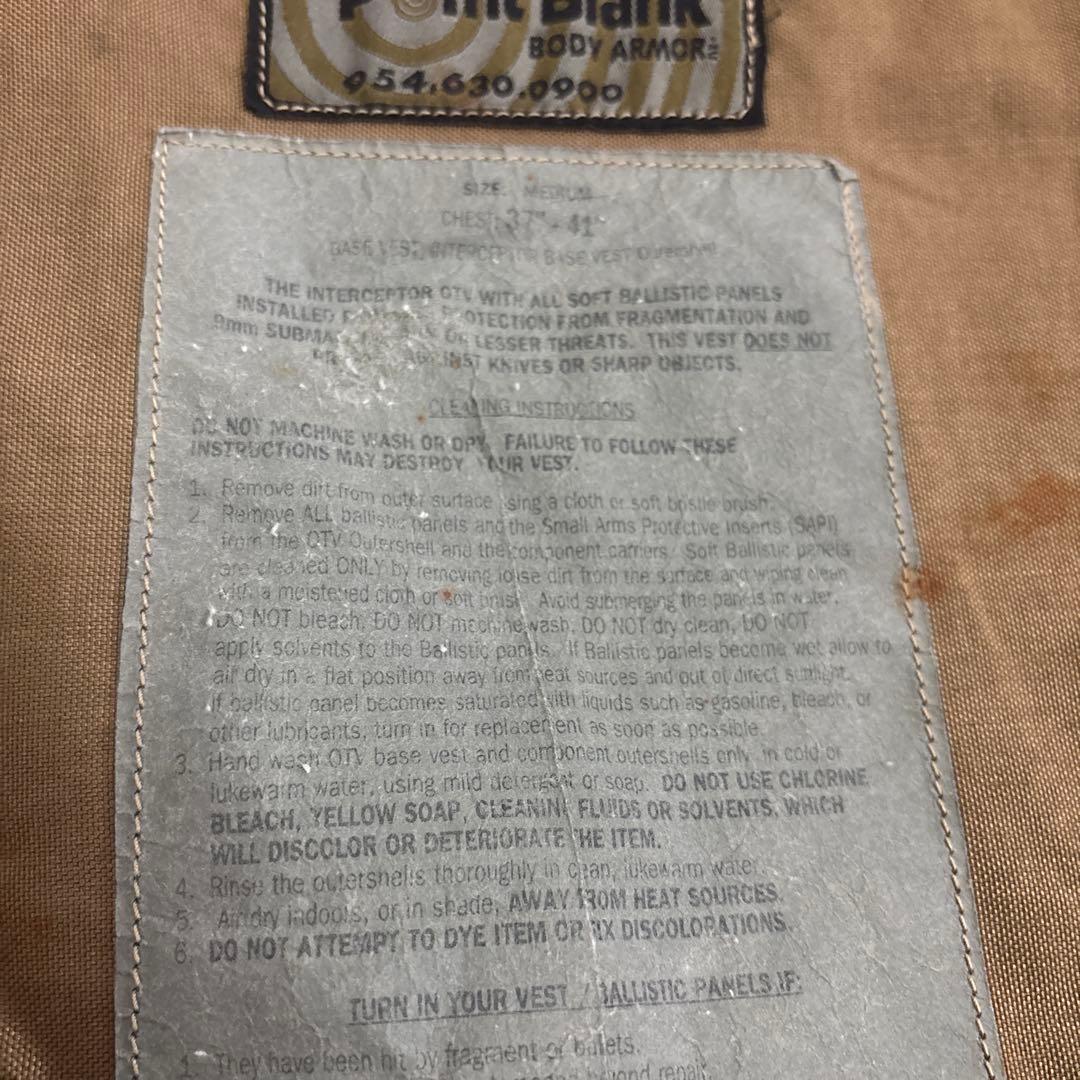 Point Blank
BODY ARMOR INC
954.630.0900
SIZE: MEDIUM
CHEST: 37" - 41"
BASE VEST, INTERCEPTOR BASE VEST Outershell
THE INTERCEPTOR OTV WITH ALL SOFT BALLISTIC PANELS
INSTALLED PROTECTION FROM FRAGMENTATION AND
9mm LESSER THREATS. THIS VEST DOES NOT
AGAINST KNIVES OR SHARP OBJECTS.
CLEANING INSTRUCTIONS
DO NOT MACHINE WASH OR DRY. FAILURE TO FOLLOW THESE
INSTRUCTIONS MAY DESTROY YOUR VEST.
1. Remove dirt from outer surface using a cloth or soft bristle brush.
2. Remove ALL ballistic panels and the Small Arms Protective Inserts (SAPI)
from the OTV Outershell and the component carriers. Soft Ballistic panels
are cleaned ONLY by removing loose dirt from the surface and wiping clean
with a moistened cloth or soft brush. Avoid submerging the panels in water.
DO NOT bleach, DO NOT machine wash, DO NOT dry clean, DO NOT
apply solvents to the Ballistic panels. If Ballistic panels become wet allow to
air dry in a flat position away from heat sources and out of direct sunlight.
If ballistic panel becomes saturated with liquids such as gasoline, bleach, or
other lubricants, turn in for replacement as soon as possible.
3. Hand wash OTV base vest and component outershells only in cold or
lukewarm water, using mild detergent or soap. DO NOT USE CHLORINE
BLEACH, YELLOW SOAP, CLEANING FLUIDS OR SOLVENTS, WHICH
WILL DISCOLOR OR DETERIORATE THE ITEM.
4. Rinse the outershells thoroughly in clean, lukewarm water.
5. Air dry indoors, or in shade, AWAY FROM HEAT SOURCES.
6. DO NOT ATTEMPT TO DYE ITEM OR FIX DISCOLORATIONS.
TURN IN YOUR VEST / BALLISTIC PANELS IF:
1. They have been hit by fragment or bullets.
beyond repair.